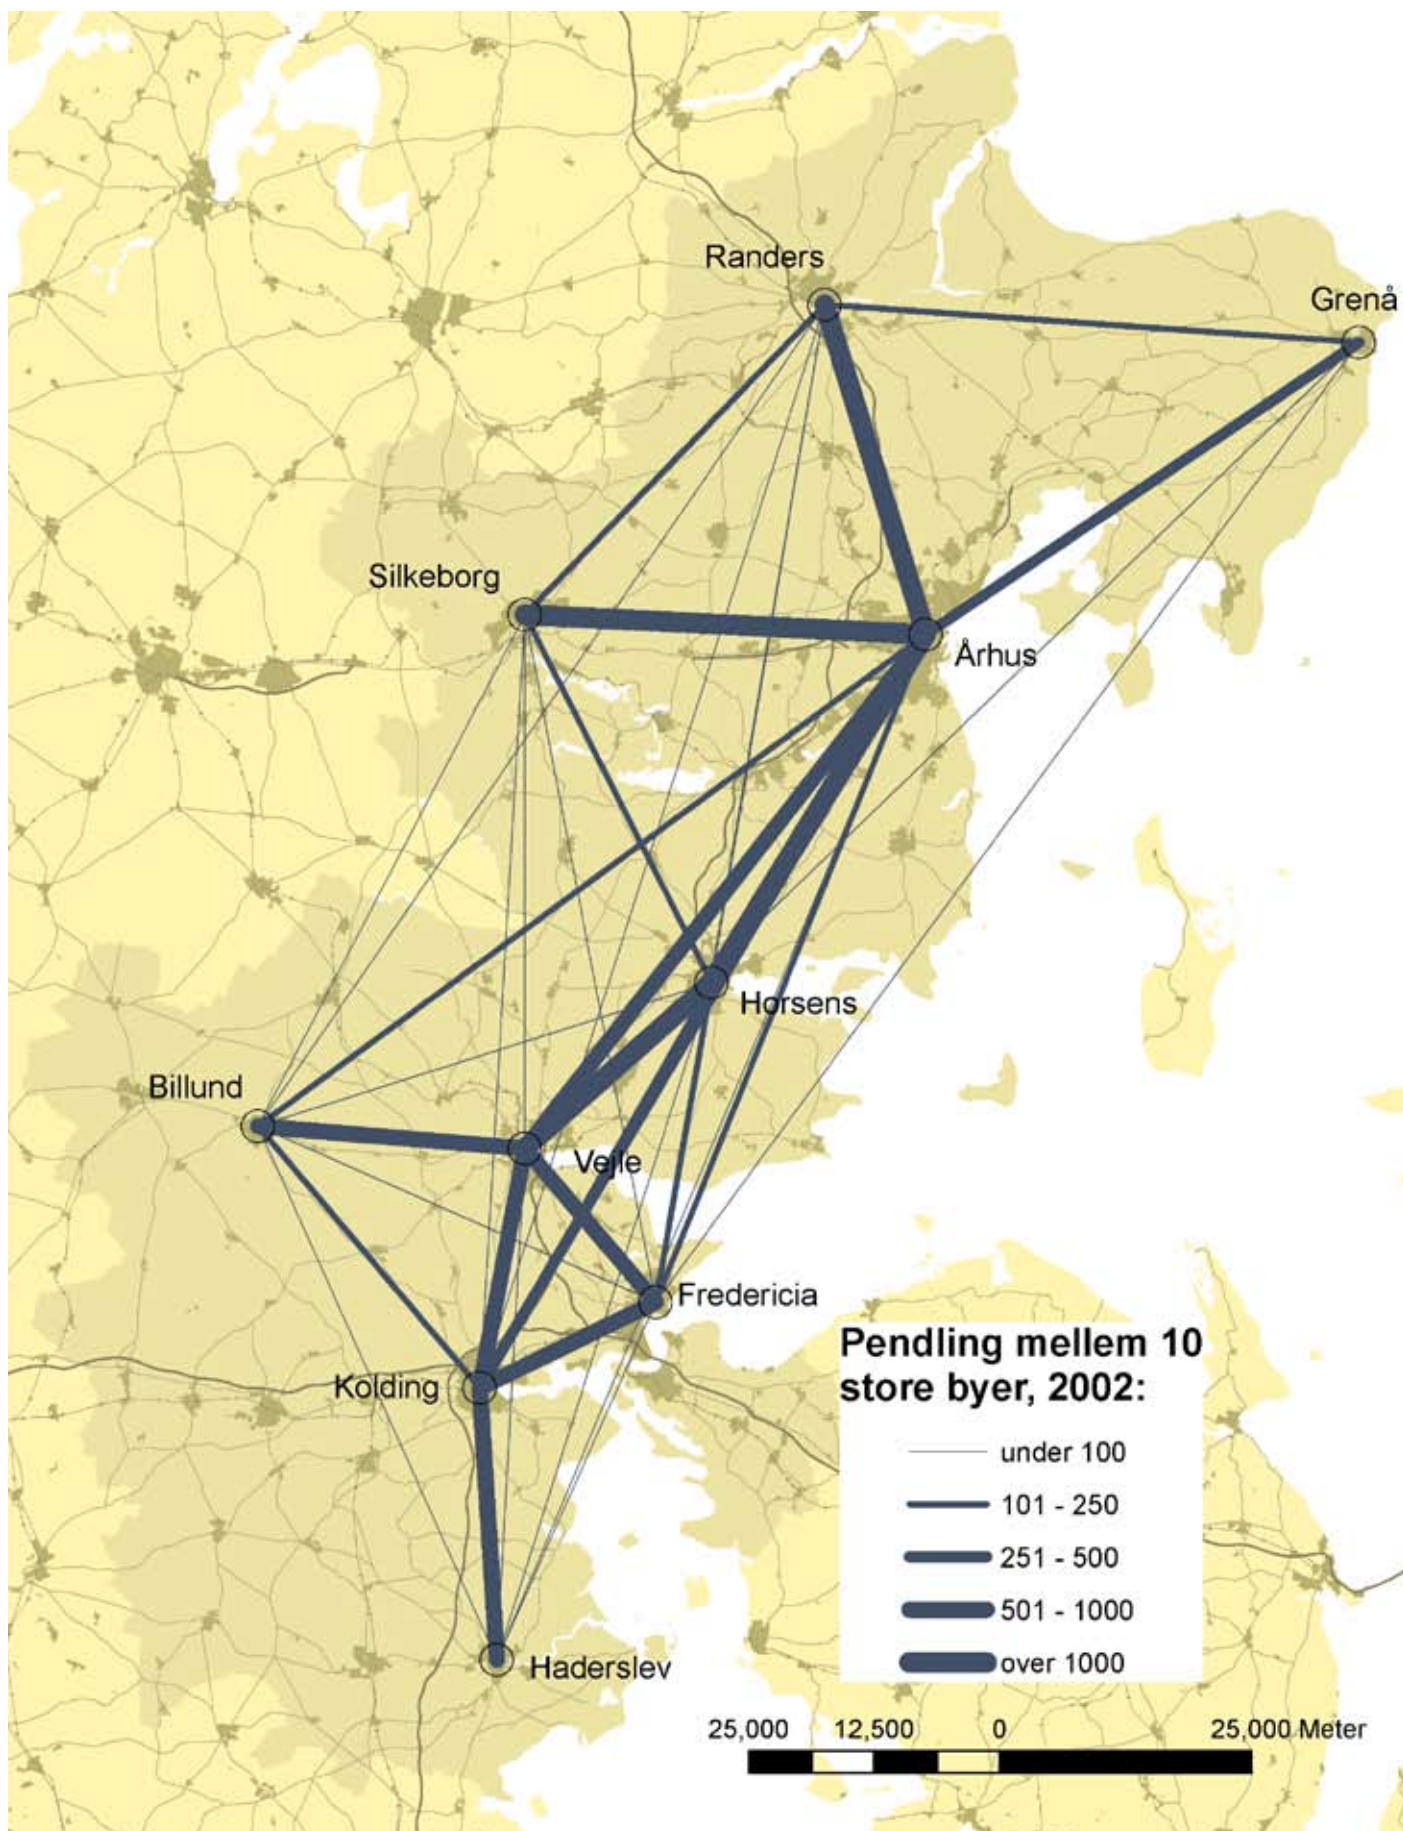 Randers
Grenå
Silkeborg
Århus
Horsens
Billund
Vejle
Fredericia
Kolding
Haderslev
Pendling mellem 10
store byer, 2002:
under 100
101 - 250
251 - 500
501 - 1000
over 1000
25,000 12,500 0 25,000 Meter